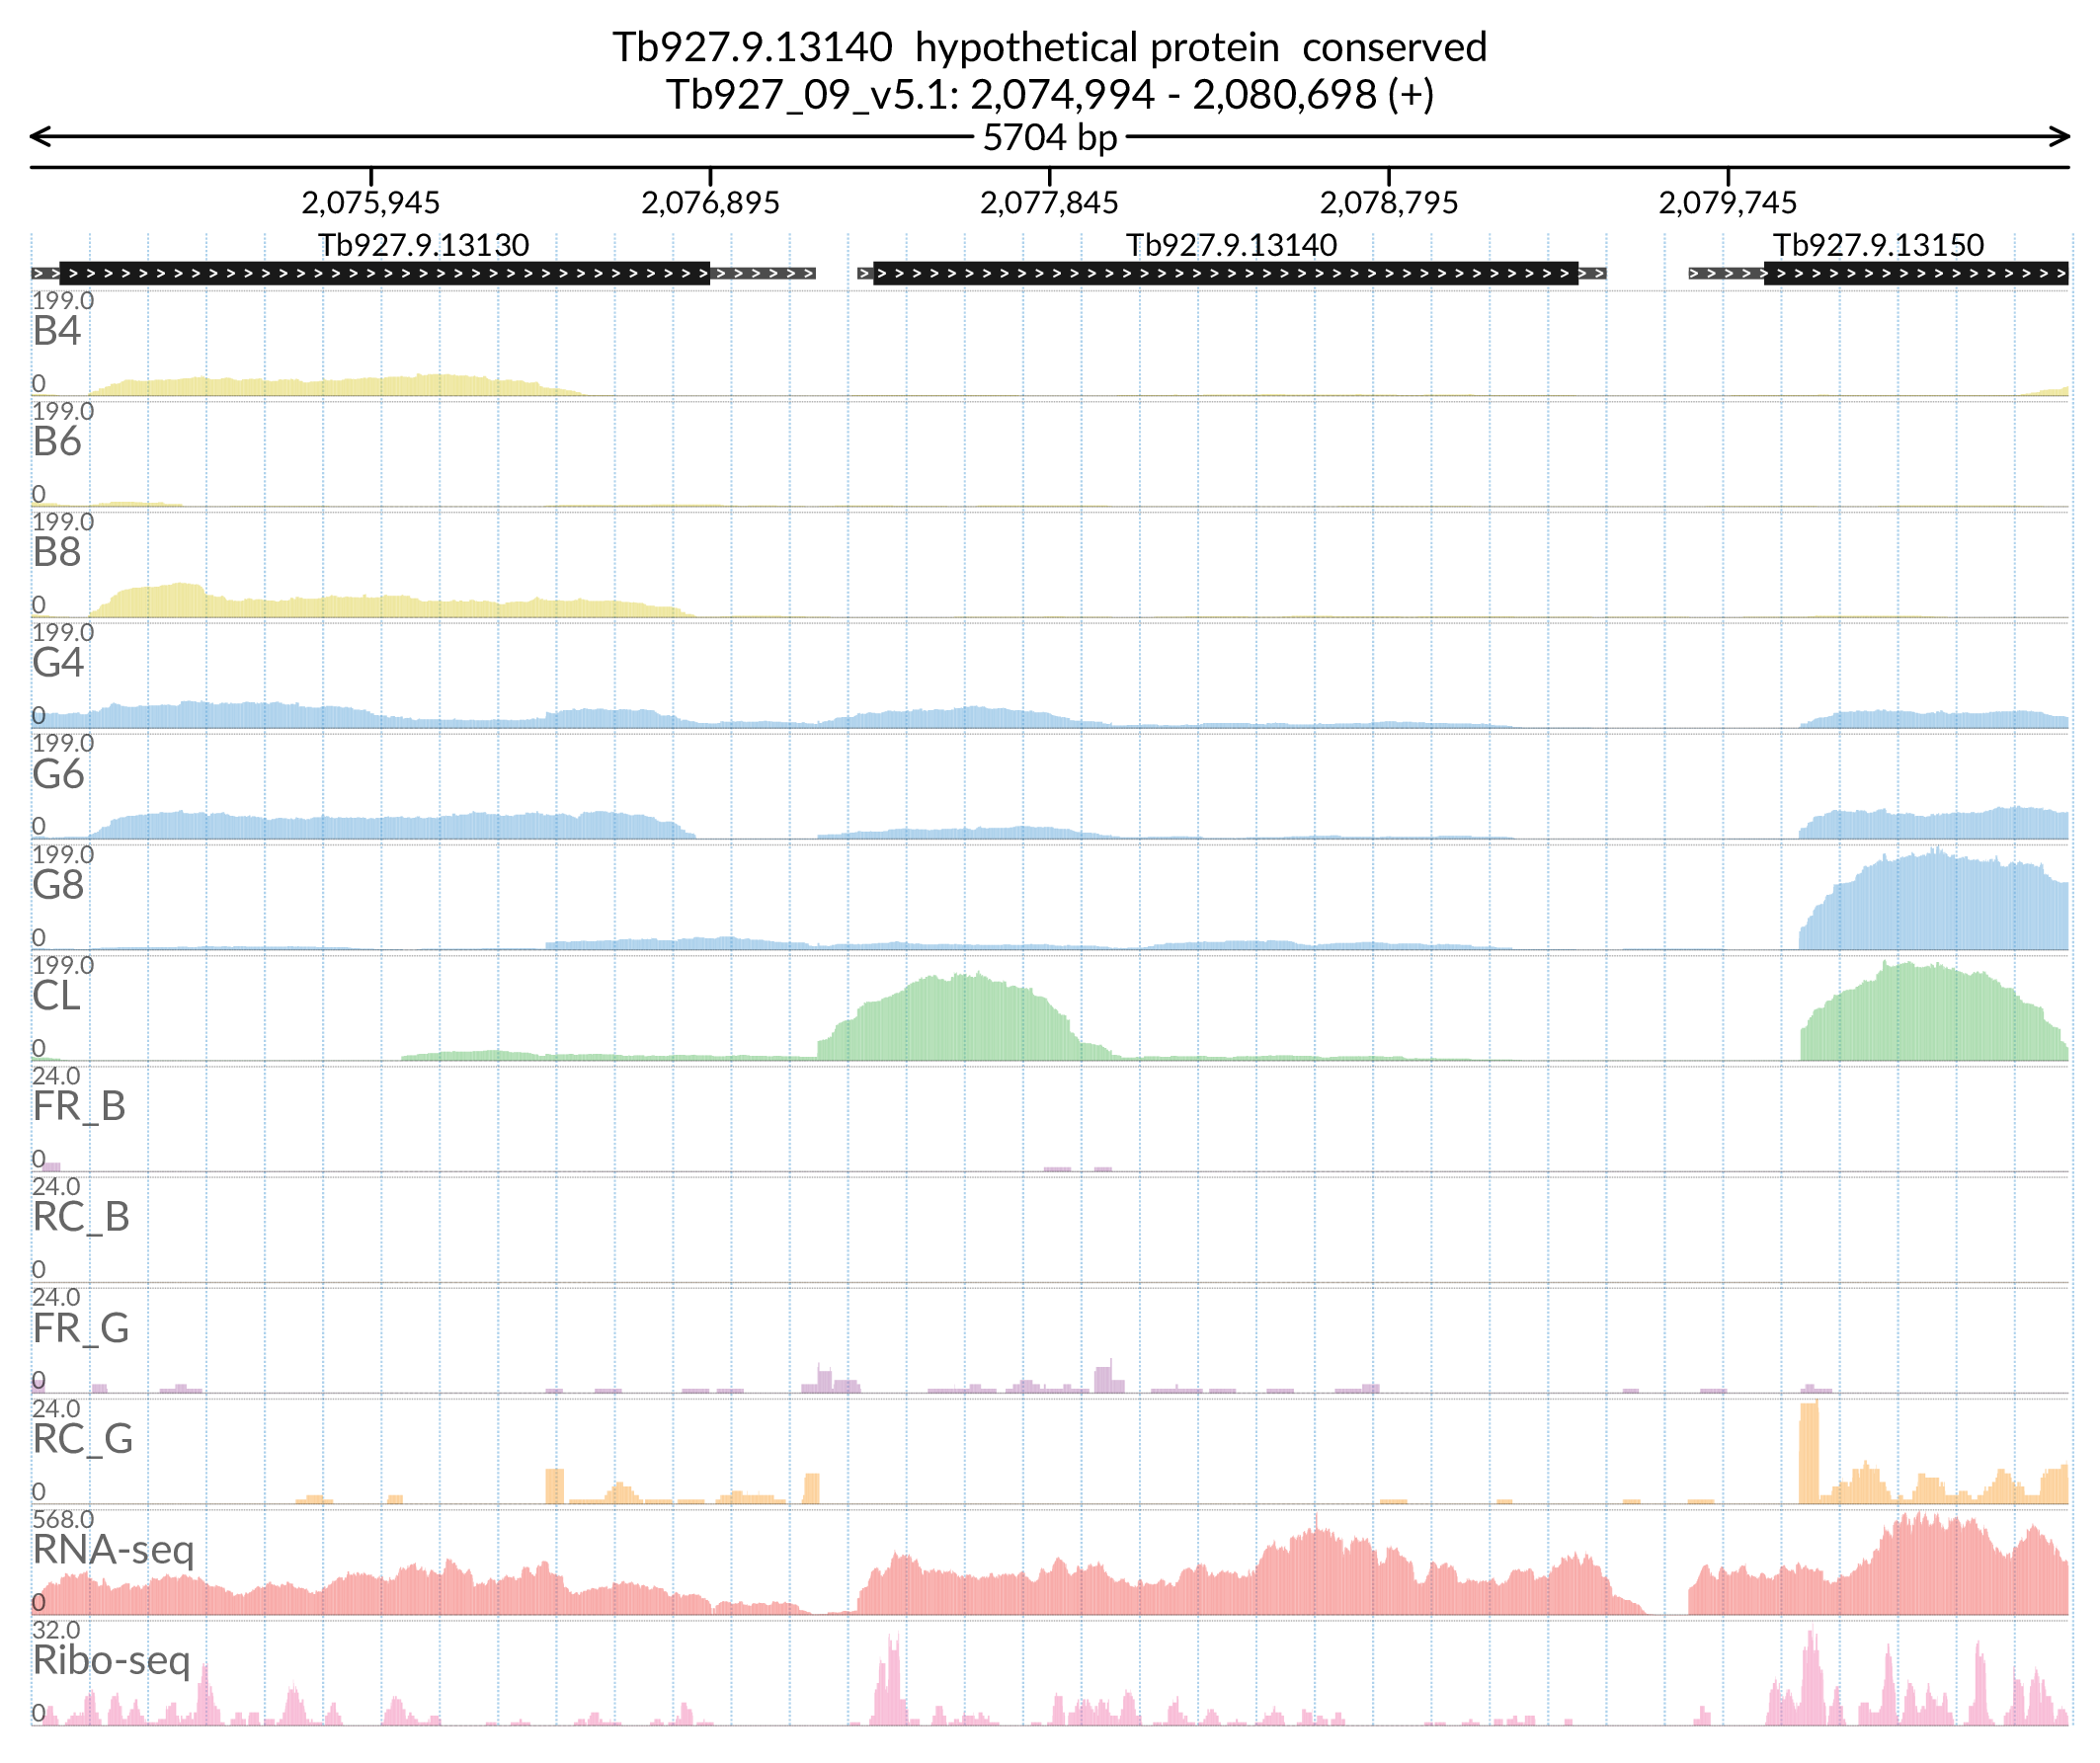 Tb927.9.13140 hypothetical protein conserved
Tb927_09_v5.1: 2,074,994 - 2,080,698 (+)
5704 bp
2,075,945 2,076,895 2,077,845 2,078,795 2,079,745
Tb927.9.13130 Tb927.9.13140 Tb927.9.13150
199.0
B4
0
199.0
B6
0
199.0
B8
0
199.0
G4
0
199.0
G6
0
199.0
G8
0
199.0
CL
0
24.0
FR_B
0
24.0
RC_B
0
24.0
FR_G
0
24.0
RC_G
0
568.0
RNA-seq
0
32.0
Ribo-seq
0